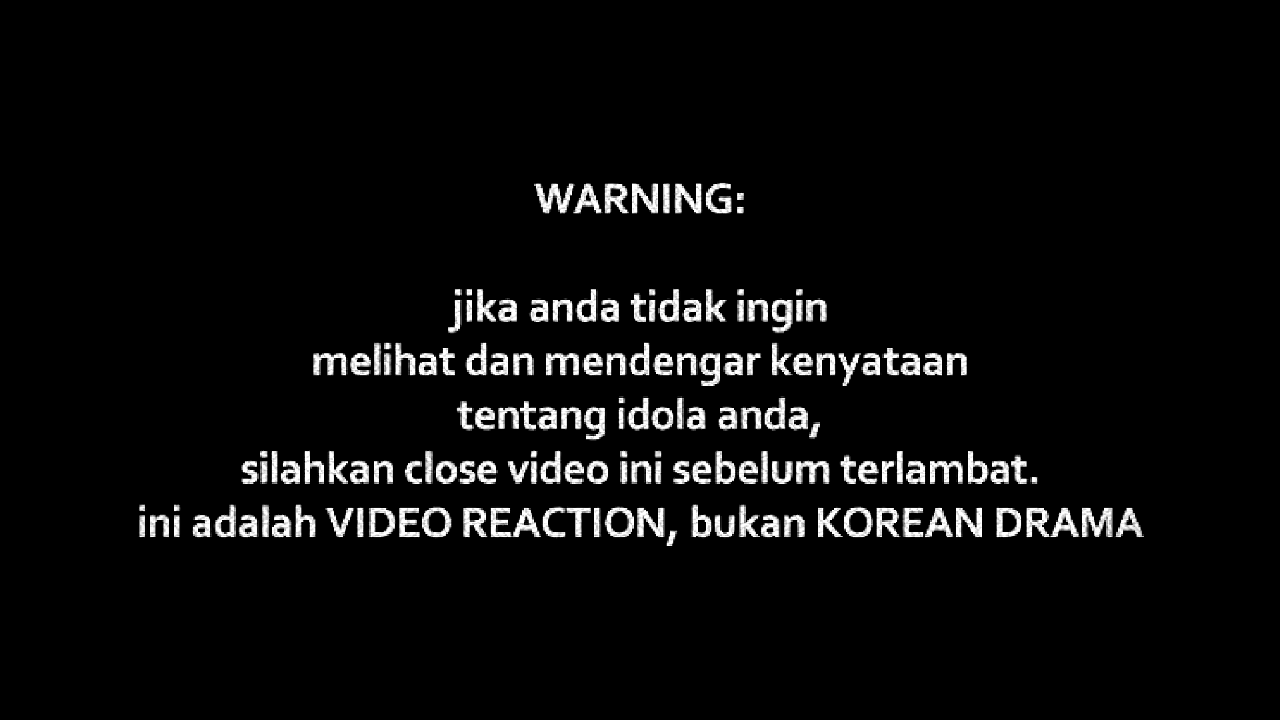 WARNING:
jika anda tidak ingin
melihat dan mendengar kenyataan
tentang idola anda,
silahkan close video ini sebelum terlambat.
ini adalah VIDEO REACTION, bukan KOREAN DRAMA